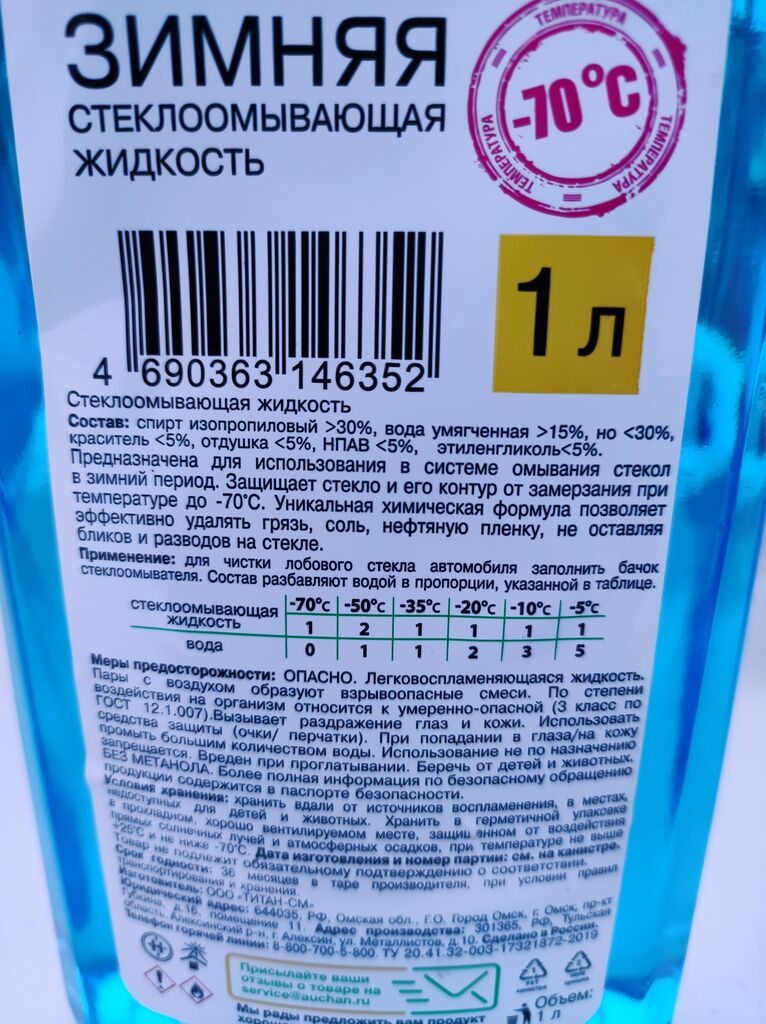 ЗИМНЯЯ
СТЕКЛООМЫВАЮЩАЯ
ЖИДКОСТЬ
ТЕМПЕРАТУРА
-70°C
ТЕМПЕРАТУРА
ТЕМПЕРАТУРА
1 л
4 690363 146352
Стеклоомывающая жидкость
Состав: спирт изопропиловый >30%, вода умягченная >15%, но <30%,
краситель <5%, отдушка <5%, НПАВ <5%, этиленгликоль<5%.
Предназначена для использования в системе омывания стекол
в зимний период. Защищает стекло и его контур от замерзания при
температуре до -70°С. Уникальная химическая формула позволяет
эффективно удалять грязь, соль, нефтяную пленку, не оставляя
бликов и разводов на стекле.
Применение: для чистки лобового стекла автомобиля заполнить бачок
стеклоомывателя. Состав разбавляют водой в пропорции, указанной в таблице.
стеклоомывающая жидкость -70°C -50°C -35°C -20°C -10°C -5°C
1 2 1 1 1 1
вода 0 1 1 2 3 5
Меры предосторожности: ОПАСНО. Легковоспламеняющаяся жидкость.
Пары с воздухом образуют взрывоопасные смеси. По степени
воздействия на организм относится к умеренно-опасной (3 класс по
ГОСТ 12.1.007).Вызывает раздражение глаз и кожи. Использовать
средства защиты (очки/ перчатки). При попадании в глаза/на кожу
промыть большим количеством воды. Использование не по назначению
запрещается. Вреден при проглатывании. Беречь от детей и животных.
БЕЗ МЕТАНОЛА. Более полная информация по безопасному обращению
продукции содержится в паспорте безопасности.
Условия хранения: хранить вдали от источников воспламенения, в местах,
недоступных для детей и животных. Хранить в герметичной упаковке
в прохладном, хорошо вентилируемом месте, защищенном от воздействия
прямых солнечных лучей и атмосферных осадков, при температуре не выше
+25°С и не ниже -70°С. Дата изготовления и номер партии: см. на канистре.
Товар не подлежит обязательному подтверждению о соответствии.
Срок годности: 36 месяцев в таре производителя, при условии правил
транспортирования и хранения.
Изготовитель: ООО «ТИТАН-СМ»
Юридический адрес: 644035, РФ, Омская обл., Г.О. Город Омск, г. Омск, пр-кт
Губкина, д.16, помещение 11. Адрес производства: 301365, РФ, Тульская
область, Алексинский р-н, г. Алексин, ул. Металлистов, д.10. Сделано в России.
Телефон горячей линии: 8-800-700-5-800. ТУ 20.41.32-003-17321872-2019
Присылайте ваши
отзывы о товаре на
service@auchan.ru
Объем:
1 л
Мы рады предложить вам продукт